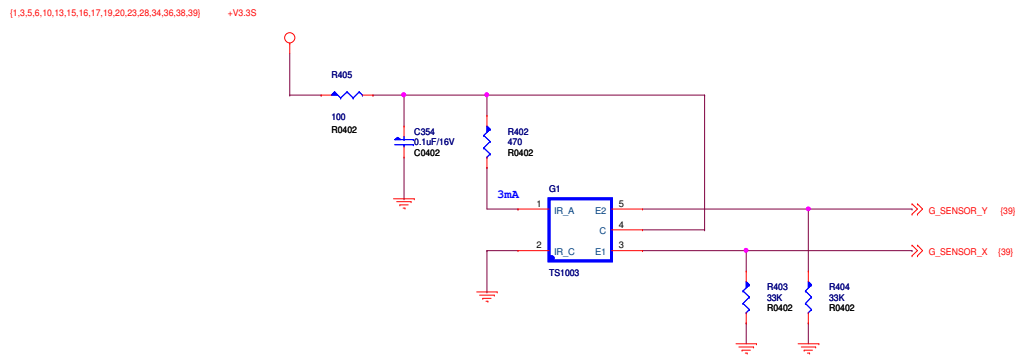 {1,3,5,6,10,13,15,16,17,19,20,23,28,34,36,38,39} +V3.3S
R405
100
R0402
C354
0.1uF/16V
C0402
R402
470
R0402
3mA
G1
1 IR_A E2 5
C 4
2 IR_C E1 3
TS1003
G_SENSOR_Y {39}
G_SENSOR_X {39}
R403
33K
R0402
R404
33K
R0402